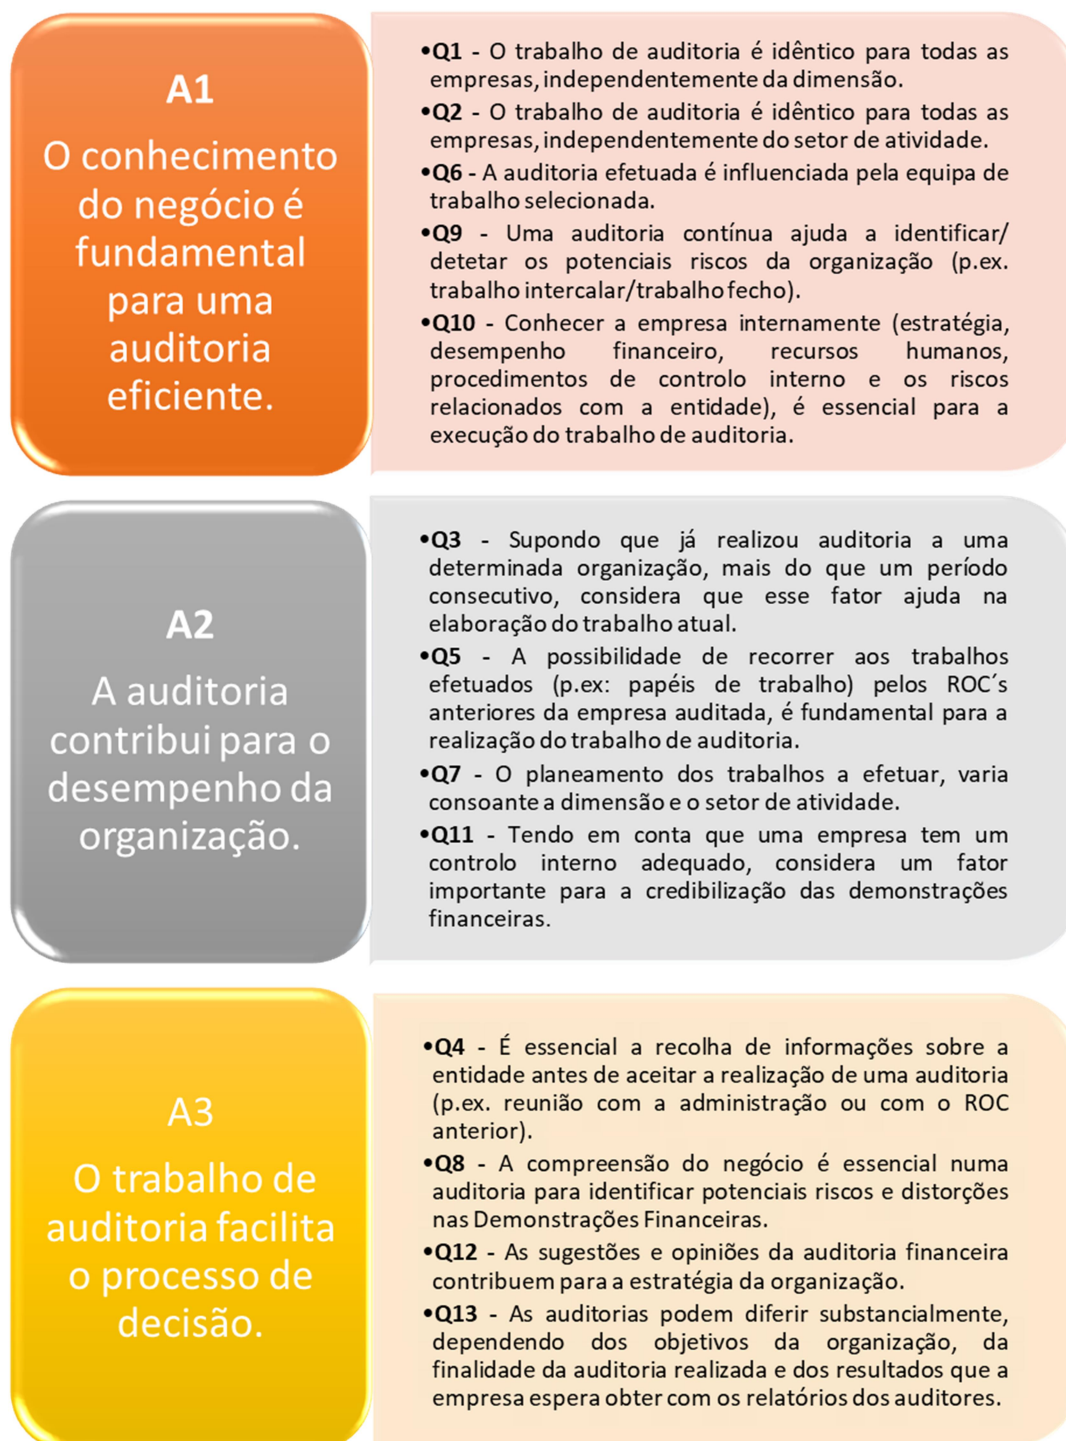 A1
O conhecimento
do negócio é
fundamental
para uma
auditoria
eficiente.
•Q1 - O trabalho de auditoria é idêntico para todas as
empresas, independentemente da dimensão.
•Q2 - O trabalho de auditoria é idêntico para todas as
empresas, independentemente do setor de atividade.
•Q6 - A auditoria efetuada é influenciada pela equipa de
trabalho selecionada.
•Q9 - Uma auditoria contínua ajuda a identificar/
detetar os potenciais riscos da organização (p.ex.
trabalho intercalar/trabalho fecho).
•Q10 - Conhecer a empresa internamente (estratégia,
desempenho financeiro, recursos humanos,
procedimentos de controlo interno e os riscos
relacionados com a entidade), é essencial para a
execução do trabalho de auditoria.
A2
A auditoria
contribui para o
desempenho da
organização.
•Q3 - Supondo que já realizou auditoria a uma
determinada organização, mais do que um período
consecutivo, considera que esse fator ajuda na
elaboração do trabalho atual.
•Q5 - A possibilidade de recorrer aos trabalhos
efetuados (p.ex: papéis de trabalho) pelos ROC´s
anteriores da empresa auditada, é fundamental para a
realização do trabalho de auditoria.
•Q7 - O planeamento dos trabalhos a efetuar, varia
consoante a dimensão e o setor de atividade.
•Q11 - Tendo em conta que uma empresa tem um
controlo interno adequado, considera um fator
importante para a credibilização das demonstrações
financeiras.
A3
O trabalho de
auditoria facilita
o processo de
decisão.
•Q4 - É essencial a recolha de informações sobre a
entidade antes de aceitar a realização de uma auditoria
(p.ex. reunião com a administração ou com o ROC
anterior).
•Q8 - A compreensão do negócio é essencial numa
auditoria para identificar potenciais riscos e distorções
nas Demonstrações Financeiras.
•Q12 - As sugestões e opiniões da auditoria financeira
contribuem para a estratégia da organização.
•Q13 - As auditorias podem diferir substancialmente,
dependendo dos objetivos da organização, da
finalidade da auditoria realizada e dos resultados que a
empresa espera obter com os relatórios dos auditores.